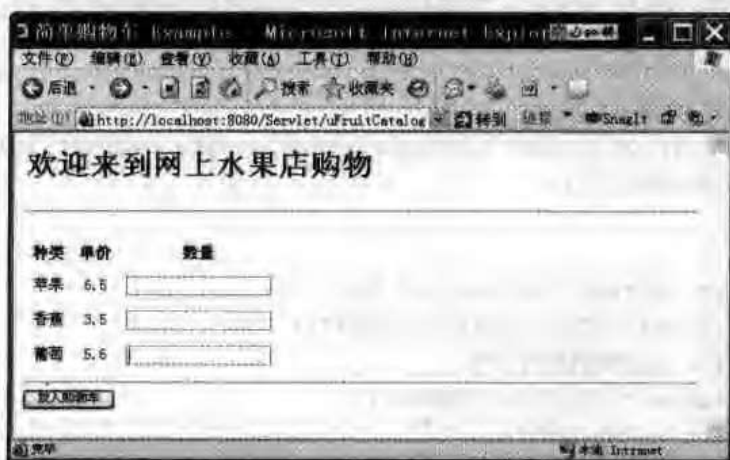 简单购物车 Example - Microsoft Internet Explorer
文件(F) 编辑(E) 查看(V) 收藏(A) 工具(T) 帮助(H)
后退 搜索 收藏夹
地址(D) http://localhost:8080/Servlet/uFruitCatalog 转到 链接 SnagIt
欢迎来到网上水果店购物
种类 单价 数量
苹果 6.5
香蕉 3.5
葡萄 5.6
放入购物车
完毕 本地 Intranet